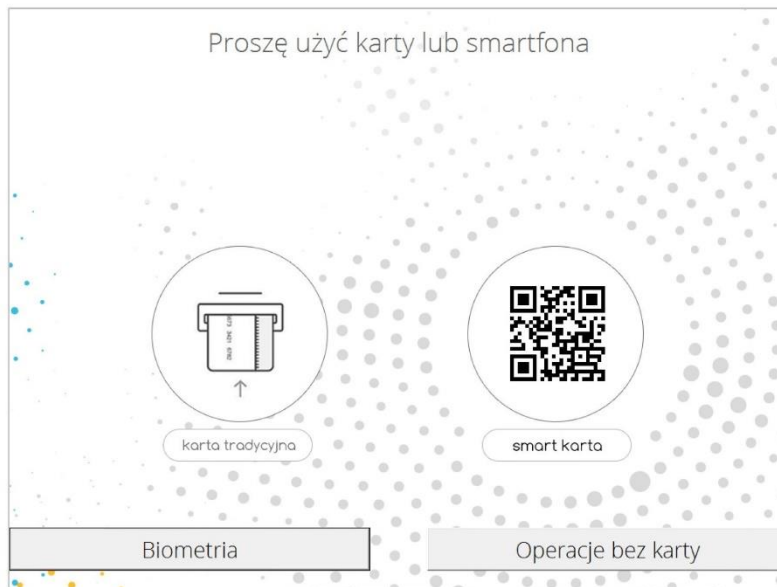 Proszę użyć karty lub smartfona
karta tradycyjna
smart karta
Biometria
Operacje bez karty